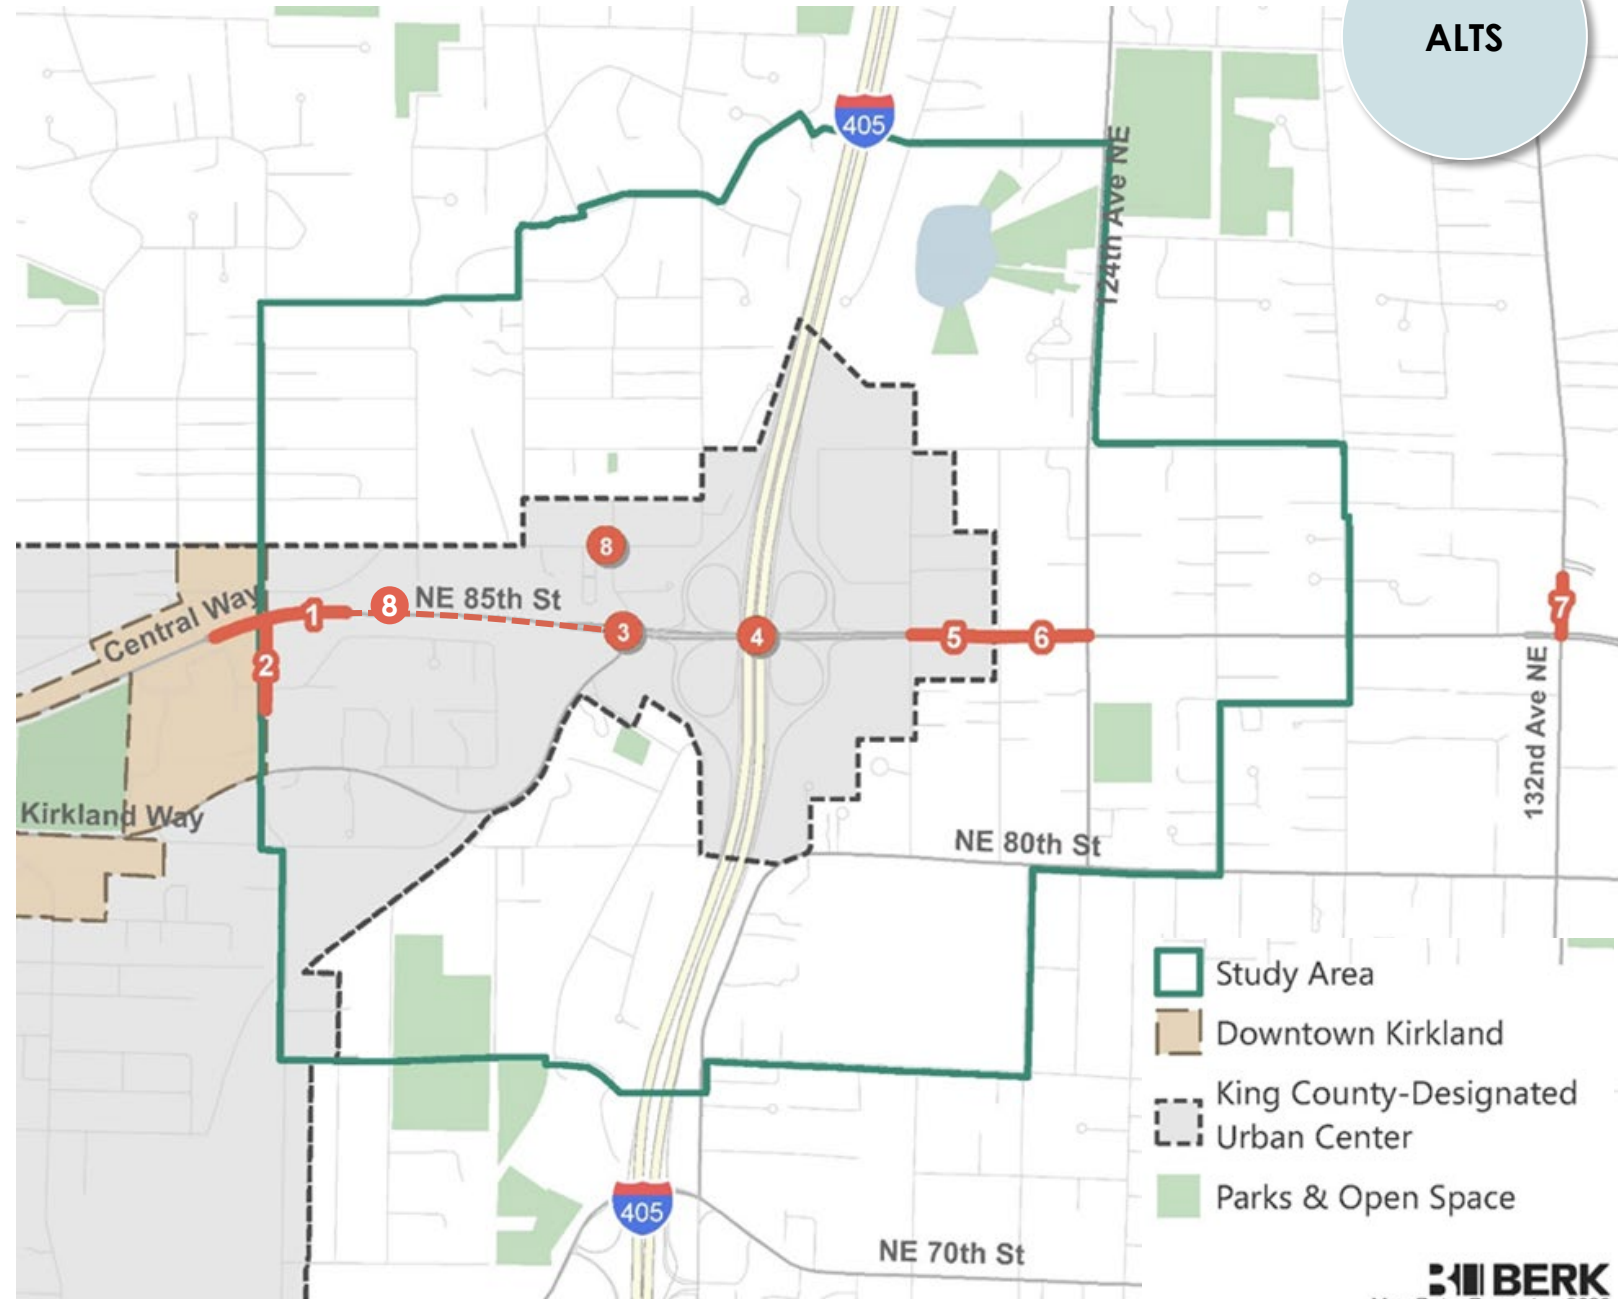 ALTS
405
124th Ave NE
8
Central Way
1
8
NE 85th St
3
4
5
6
7
2
132nd Ave NE
Kirkland Way
NE 80th St
Study Area
Downtown Kirkland
King County-Designated
Urban Center
Parks & Open Space
405
NE 70th St
BERK